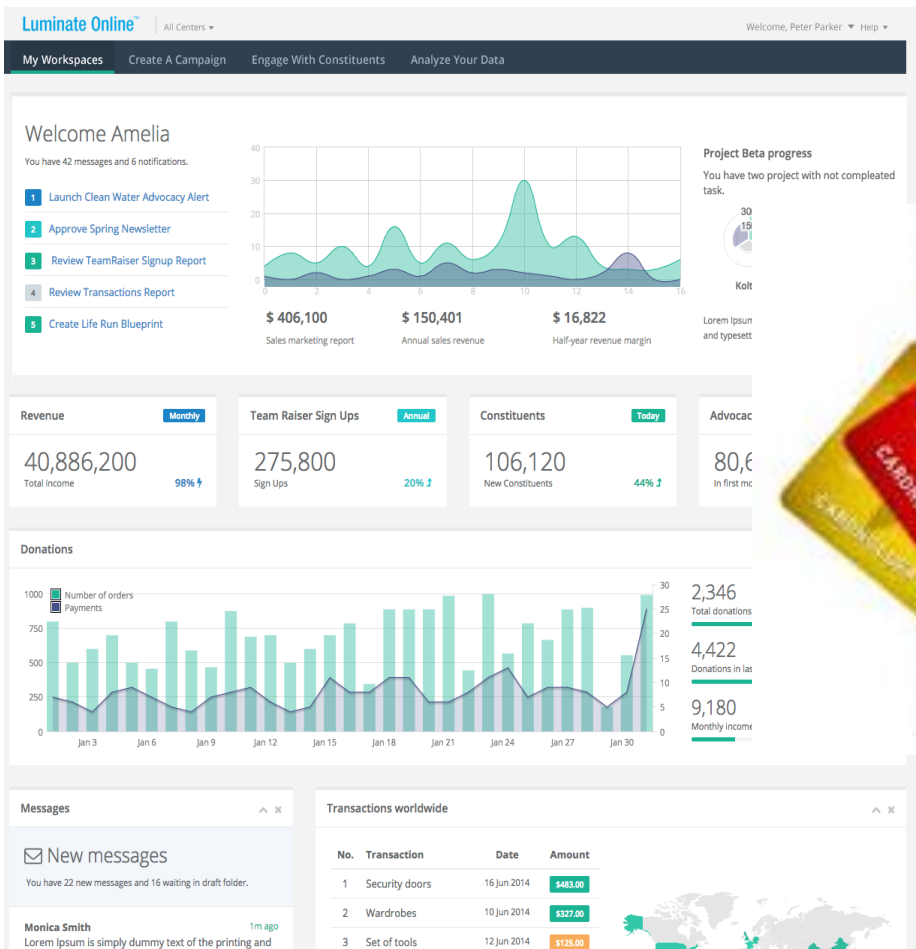 Luminate Online™ All Centers Welcome, Peter Parker Help
My Workspaces Create A Campaign Engage With Constituents Analyze Your Data
Welcome Amelia
You have 42 messages and 6 notifications.
1 Launch Clean Water Advocacy Alert
2 Approve Spring Newsletter
3 Review TeamRaiser Signup Report
4 Review Transactions Report
5 Create Life Run Blueprint
40
30
20
10
0
0 2 4 6 8 10 12 14 16
$ 406,100 $ 150,401 $ 16,822
Sales marketing report Annual sales revenue Half-year revenue margin
Project Beta progress
You have two project with not compleated
task.
30
15
Kolt
Lorem Ipsum
and typesett
Revenue Monthly
40,886,200
Total income 98%
Team Raiser Sign Ups Annual
275,800
Sign Ups 20%
Constituents Today
106,120
New Constituents 44%
Advocac
80,6
In first mo
Donations
Number of orders
Payments
1000
750
500
250
0
30
25
20
15
10
5
0
Jan 3 Jan 6 Jan 9 Jan 12 Jan 15 Jan 18 Jan 21 Jan 24 Jan 27 Jan 30
2,346
Total donations
4,422
Donations in las
9,180
Monthly income
Messages
New messages
You have 22 new messages and 16 waiting in draft folder.
Monica Smith 1m ago
Lorem Ipsum is simply dummy text of the printing and
Transactions worldwide
No. Transaction Date Amount
1 Security doors 16 Jun 2014 $483.00
2 Wardrobes 10 Jun 2014 $327.00
3 Set of tools 12 Jun 2014 $125.00